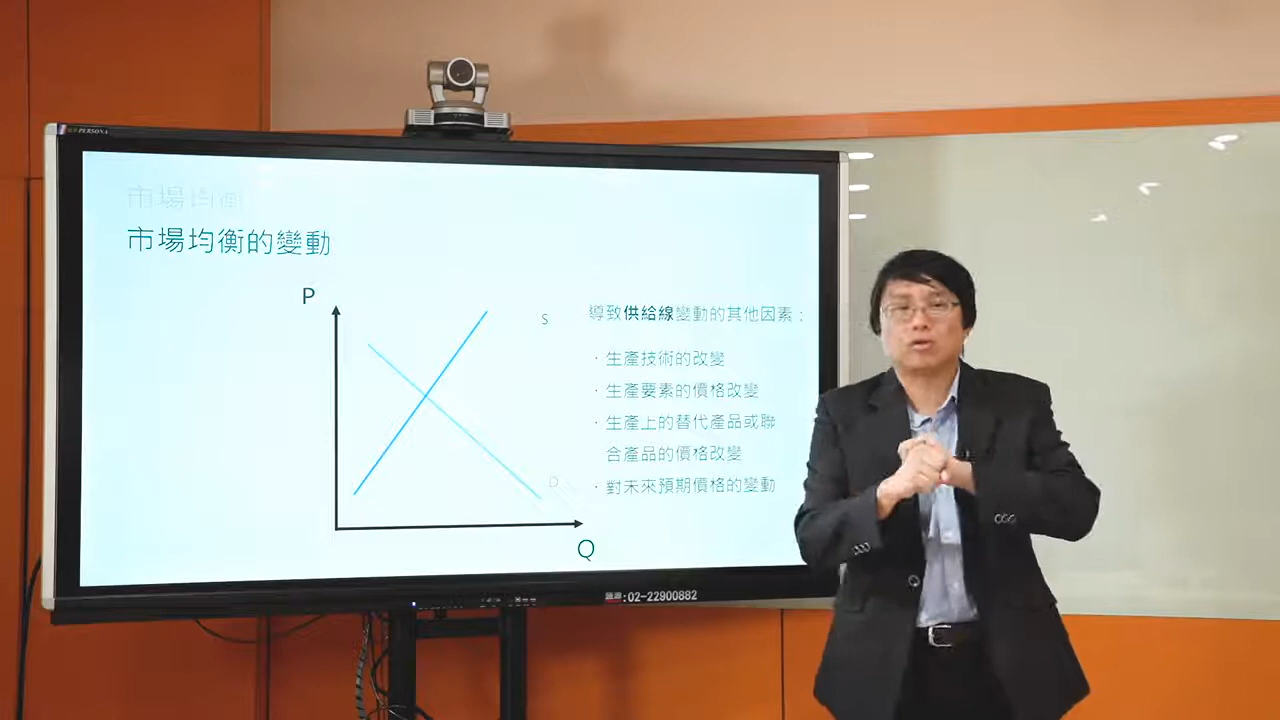 PERSONA
市場均衡
市場均衡的變動
P
S
D
Q
導致供給線變動的其他因素：
· 生產技術的改變
· 生產要素的價格改變
· 生產上的替代產品或聯
合產品的價格改變
· 對未來預期價格的變動
:02-22900882